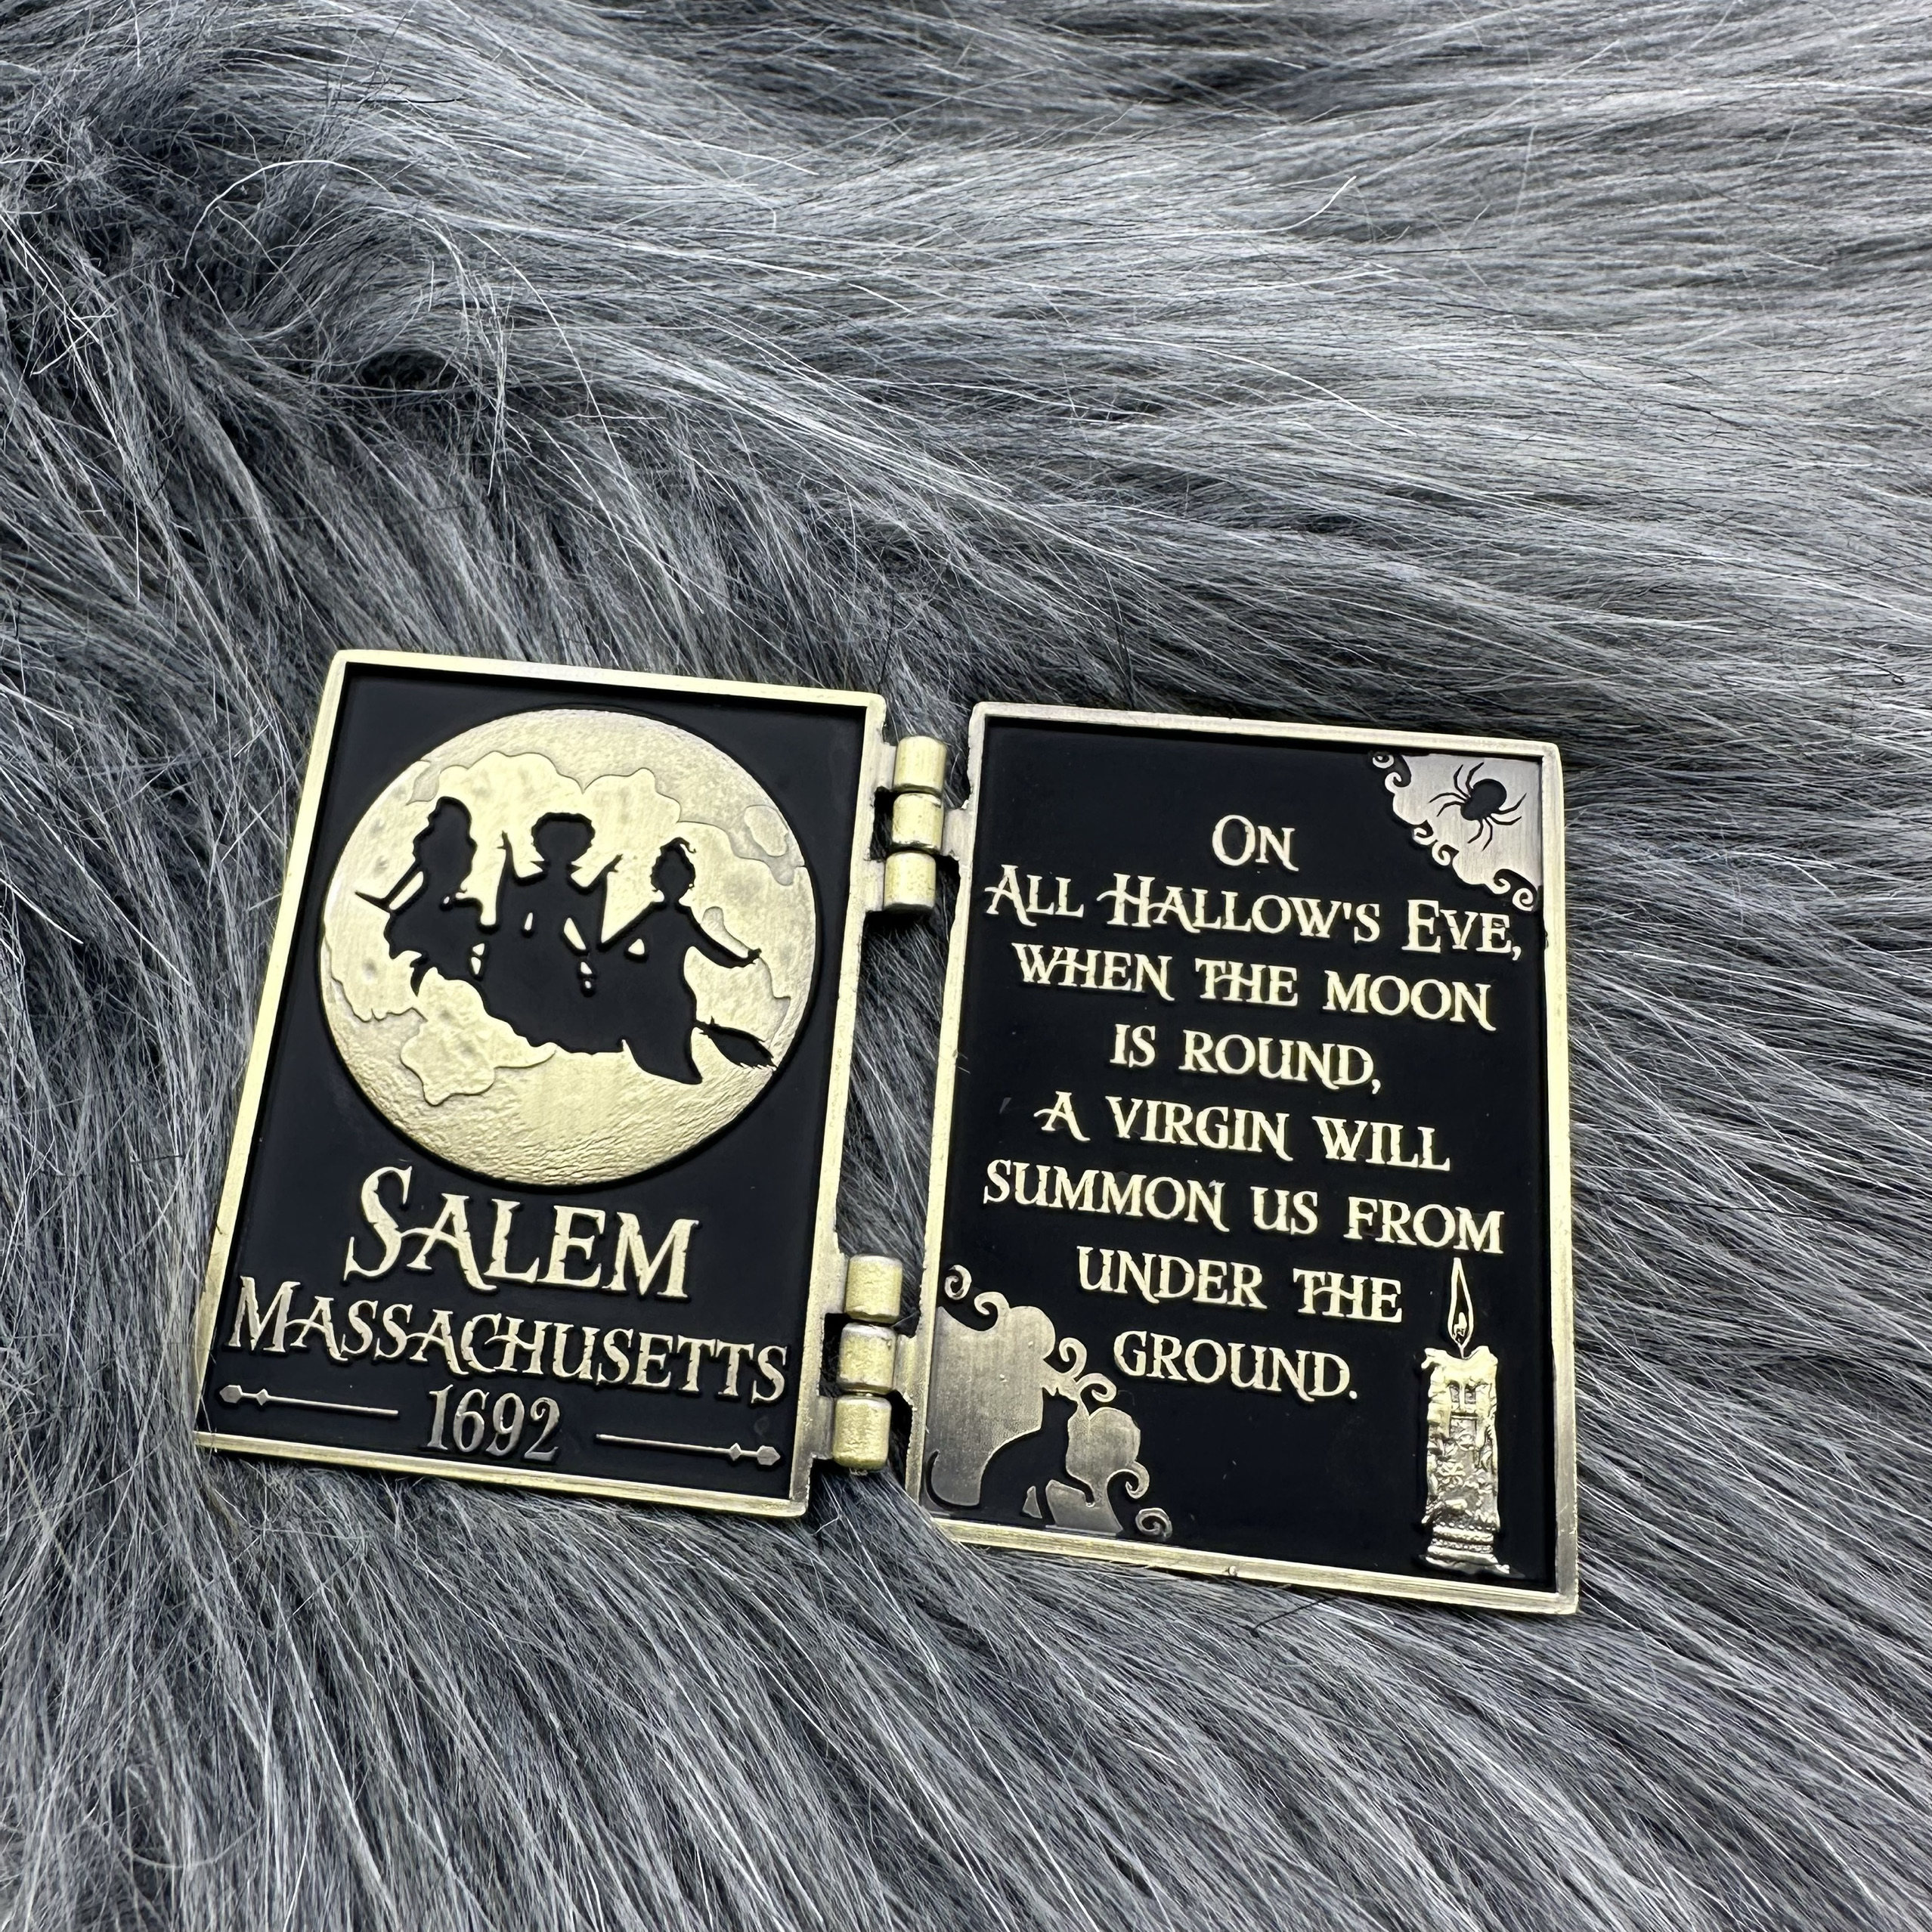 SALEM
MASSACHUSETTS
1692
ON
ALL HALLOW'S EVE,
WHEN THE MOON
IS ROUND,
A VIRGIN WILL
SUMMON US FROM
UNDER THE
GROUND.